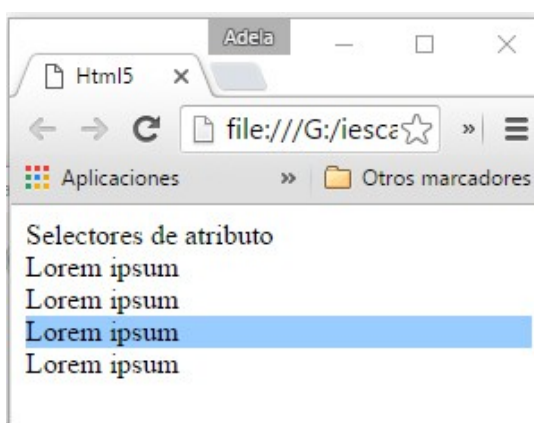 Adela
Html5
file:///G:/iesca
Aplicaciones
Otros marcadores
Selectores de atributo
Lorem ipsum
Lorem ipsum
Lorem ipsum
Lorem ipsum